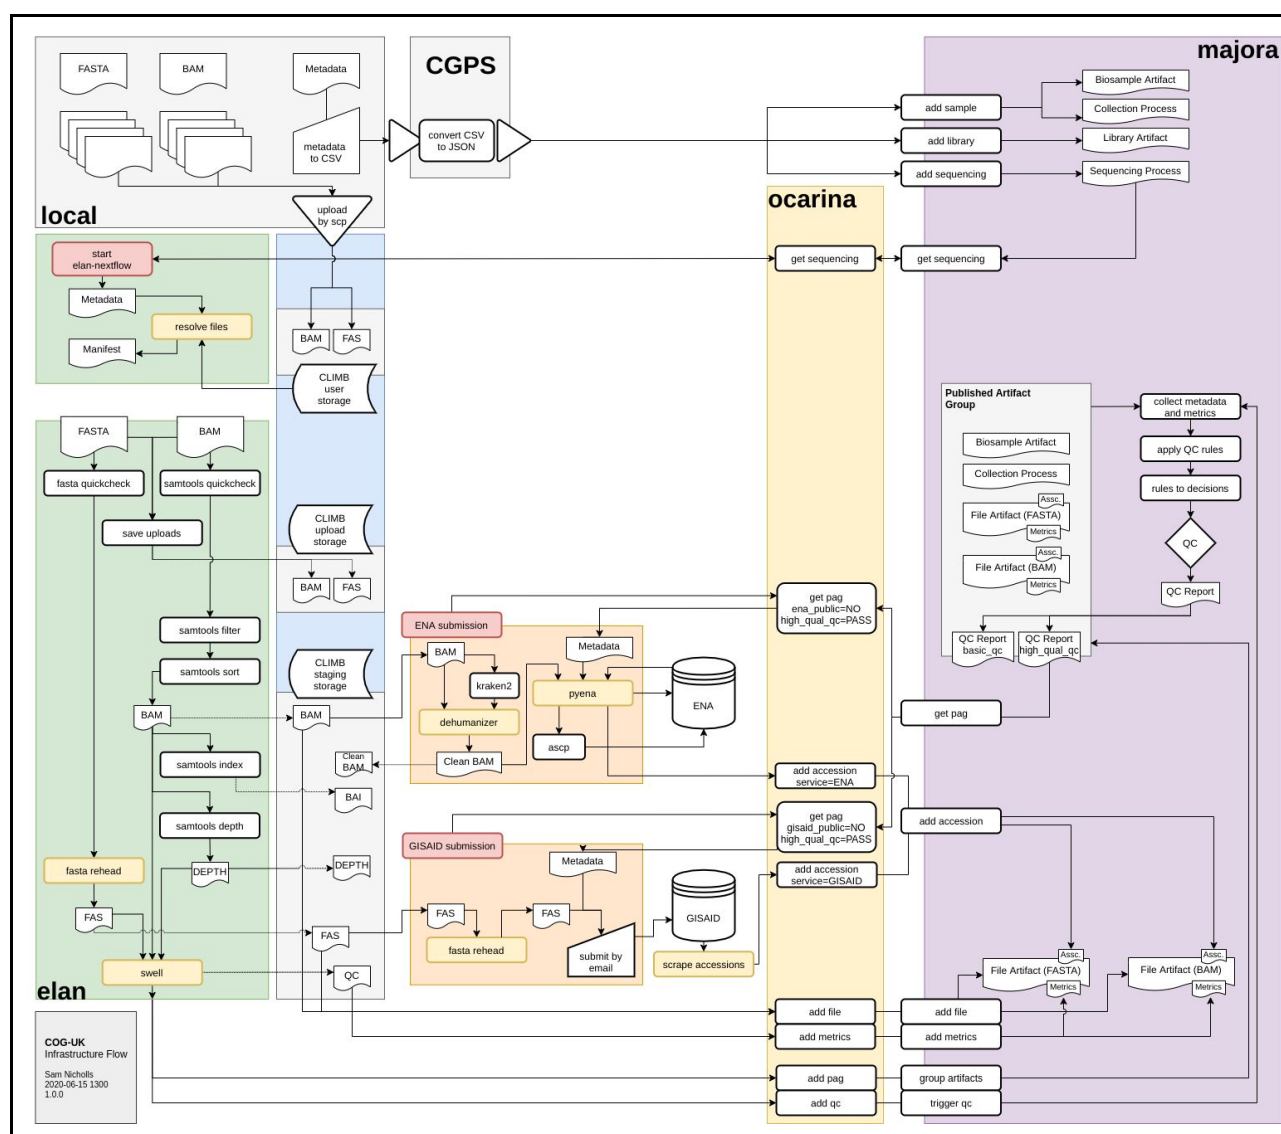 FASTA
BAM
Metadata
metadata
to CSV
upload
by scp
local
CGPS
convert CSV
to JSON
majora
add sample
add library
add sequencing
Biosample Artifact
Collection Process
Library Artifact
Sequencing Process
ocarina
get sequencing
get sequencing
start
elan-nextflow
Metadata
resolve files
Manifest
BAM
FAS
CLIMB
user
storage
FASTA
BAM
fasta quickcheck
samtools quickcheck
save uploads
CLIMB
upload
storage
BAM
FAS
samtools filter
samtools sort
CLIMB
staging
storage
BAM
BAM
samtools index
Clean
BAM
BAI
samtools depth
DEPTH
DEPTH
fasta rehead
FAS
FAS
swell
QC
elan
ENA submission
BAM
kraken2
dehumanizer
Clean BAM
Metadata
pyena
ascp
ENA
get pag
ena_public=NO
high_qual_qc=PASS
add accession
service=ENA
GISAID submission
Metadata
FAS
fasta rehead
FAS
submit by
email
GISAID
scrape accessions
get pag
gisaid_public=NO
high_qual_qc=PASS
add accession
service=GISAID
Published Artifact
Group
Biosample Artifact
Collection Process
Assc.
File Artifact (FASTA)
Metrics
Assc.
File Artifact (BAM)
Metrics
QC Report
basic_qc
QC Report
high_qual_qc
collect metadata
and metrics
apply QC rules
rules to decisions
QC
QC Report
get pag
add accession
Assc.
File Artifact (FASTA)
Metrics
Assc.
File Artifact (BAM)
Metrics
add file
add file
add metrics
add metrics
add pag
group artifacts
add qc
trigger qc
COG-UK
Infrastructure Flow
Sam Nicholls
2020-06-15 1300
1.0.0